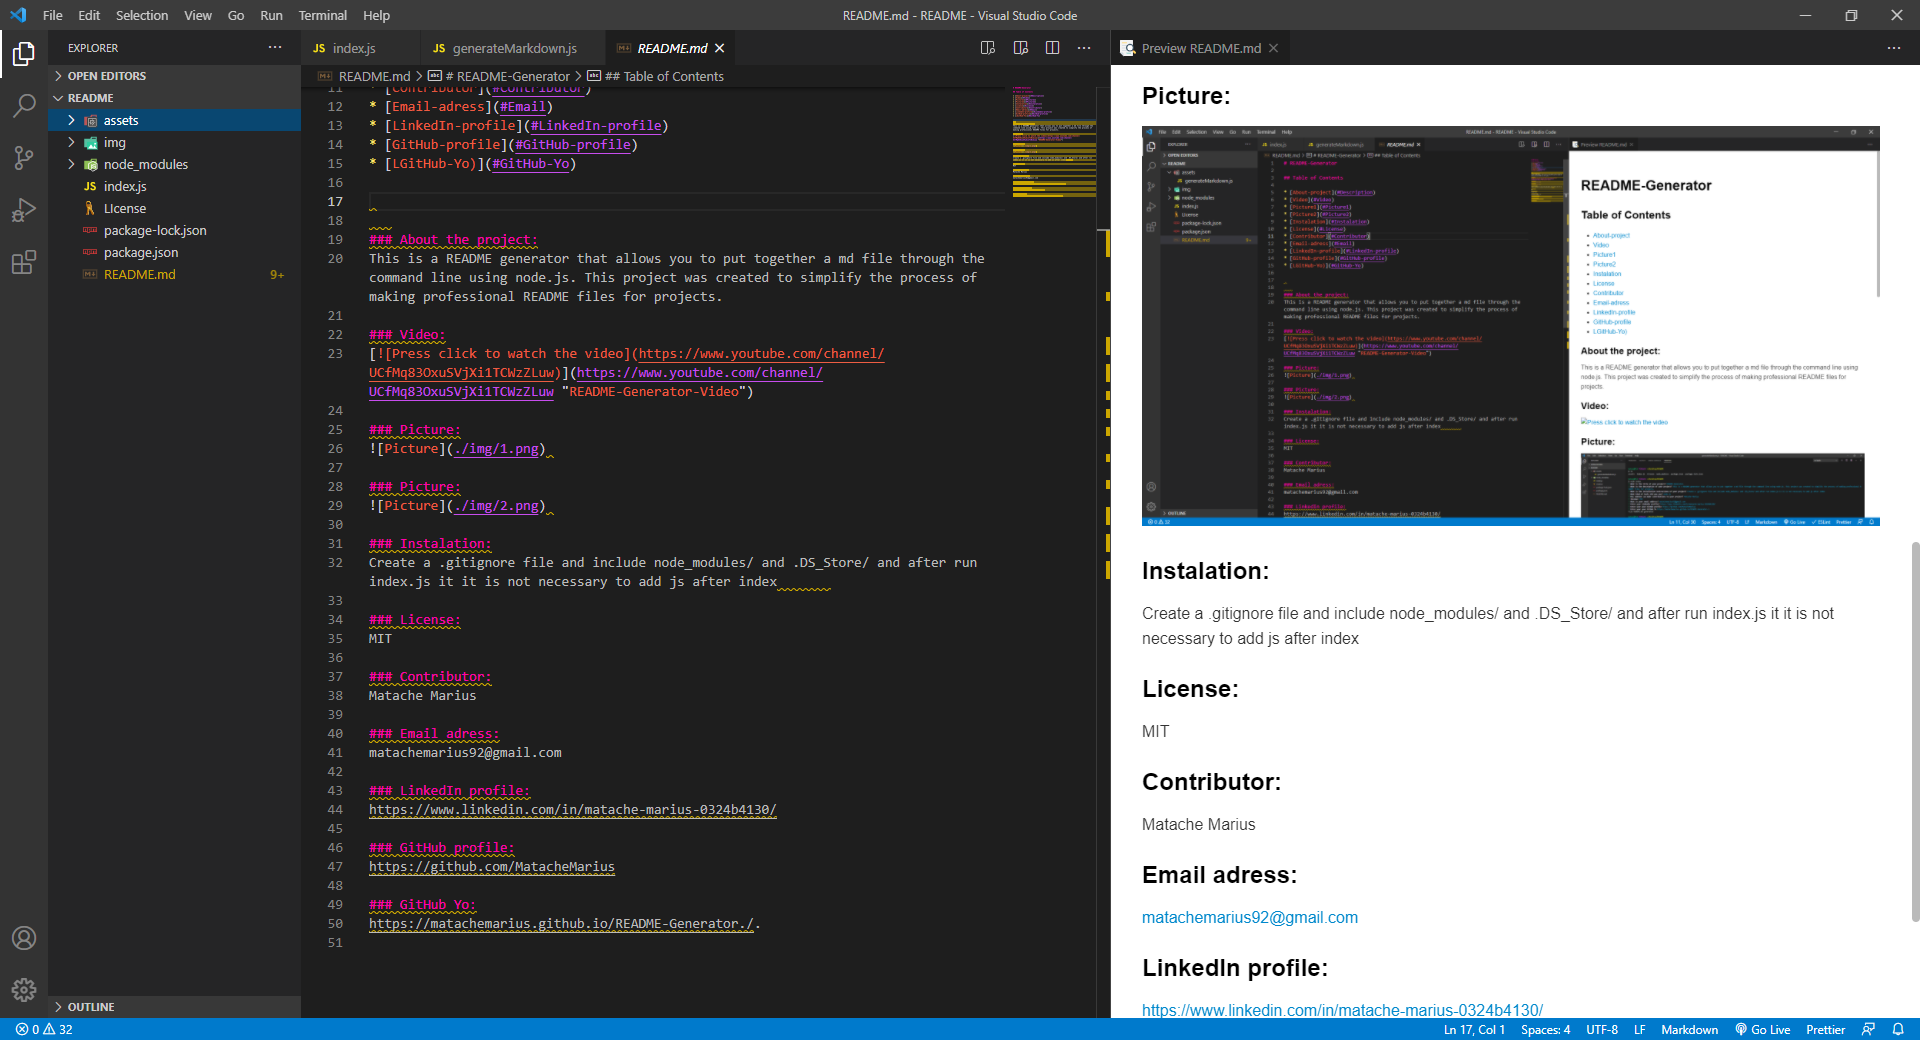 File Edit Selection View Go Run Terminal Help
README.md - README - Visual Studio Code
EXPLORER
OPEN EDITORS
README
assets
img
node_modules
JS index.js
LIcense
package-lock.json
package.json
README.md 9+
OUTLINE
JS index.js JS generateMarkdown.js README.md
README.md > # README-Generator > ## Table of Contents
11 * [Contributor](#Contributor)
12 * [Email-adress](#Email)
13 * [LinkedIn-profile](#LinkedIn-profile)
14 * [GitHub-profile](#GitHub-profile)
15 * [LGitHub-Yo)](#GitHub-Yo)
16
17
18
19 ### About the project:
20 This is a README generator that allows you to put together a md file through the
command line using node.js. This project was created to simplify the process of
making professional README files for projects.
21
22 ### Video:
23 [![Press click to watch the video](https://www.youtube.com/channel/
UCfMq83OxuSVjXi1TCWzZLuw)](https://www.youtube.com/channel/
UCfMq83OxuSVjXi1TCWzZLuw "README-Generator-Video")
24
25 ### Picture:
26 ![Picture](./img/1.png)
27
28 ### Picture:
29 ![Picture](./img/2.png)
30
31 ### Instalation:
32 Create a .gitignore file and include node_modules/ and .DS_Store/ and after run
index.js it it is not necessary to add js after index
33
34 ### License:
35 MIT
36
37 ### Contributor:
38 Matache Marius
39
40 ### Email adress:
41 matachemarius92@gmail.com
42
43 ### LinkedIn profile:
44 https://www.linkedin.com/in/matache-marius-0324b4130/
45
46 ### GitHub profile:
47 https://github.com/MatacheMarius
48
49 ### GitHub Yo:
50 https://matachemarius.github.io/README-Generator./.
51
Preview README.md
Picture:
README-Generator
Table of Contents
About-project
Video
Picture1
Picture2
Instalation
License
Contributor
Email-adress
LinkedIn-profile
GitHub-profile
LGitHub-Yo)
About the project:
This is a README generator that allows you to put together a md file through the command line using
node.js. This project was created to simplify the process of making professional README files for
projects.
Video:
Press click to watch the video
Picture:
Instalation:
Create a .gitignore file and include node_modules/ and .DS_Store/ and after run index.js it it is not
necessary to add js after index
License:
MIT
Contributor:
Matache Marius
Email adress:
matachemarius92@gmail.com
LinkedIn profile:
https://www.linkedin.com/in/matache-marius-0324b4130/
0 32
Ln 17, Col 1 Spaces: 4 UTF-8 LF Markdown Go Live Prettier